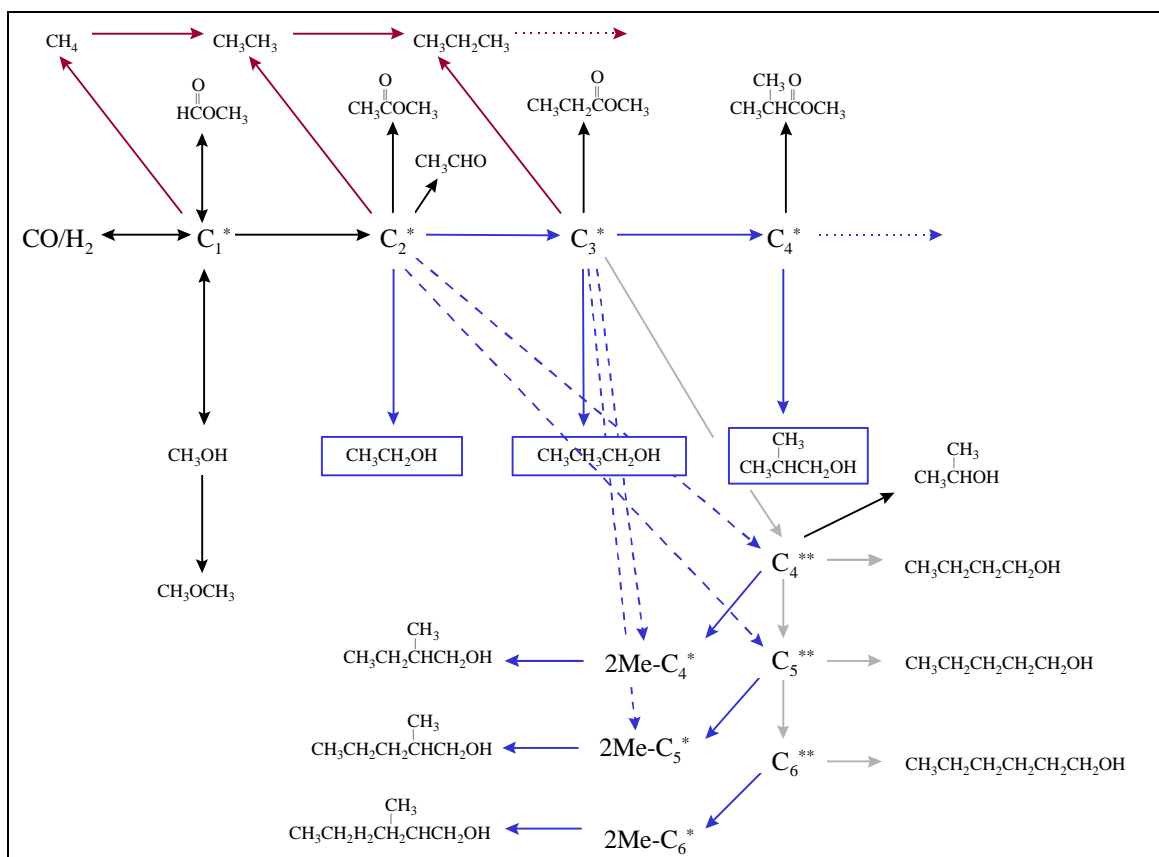 CH₄ CH₃CH₃ CH₃CH₂CH₃
O O O CH₃ O
HCOCH₃ CH₃COCH₃ CH₃CH₂COCH₃ CH₃CHCOCH₃
CH₃CHO
CO/H₂ C₁* C₂* C₃* C₄*
CH₃
CH₃OH CH₃CH₂OH CH₃CH₃CH₂OH CH₃CHCH₂OH
CH₃
CH₃CHOH
C₄** CH₃CH₂CH₂CH₂OH
CH₃OCH₃
CH₃
CH₃CH₂CHCH₂OH 2Me-C₄* C₅** CH₃CH₂CH₂CH₂CH₂OH
CH₃
CH₃CH₂CH₂CHCH₂OH 2Me-C₅*
C₆** CH₃CH₂CH₂CH₂CH₂CH₂OH
CH₃
CH₃CH₂H₂CH₂CHCH₂OH 2Me-C₆*